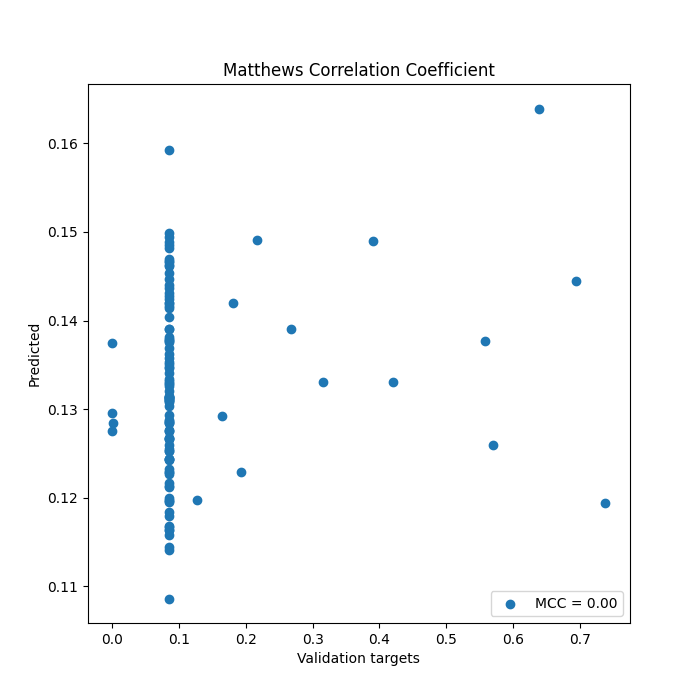 Matthews Correlation Coefficient
0.16
0.15
0.14
0.13
0.12
0.11
Predicted
MCC = 0.00
0.0 0.1 0.2 0.3 0.4 0.5 0.6 0.7
Validation targets